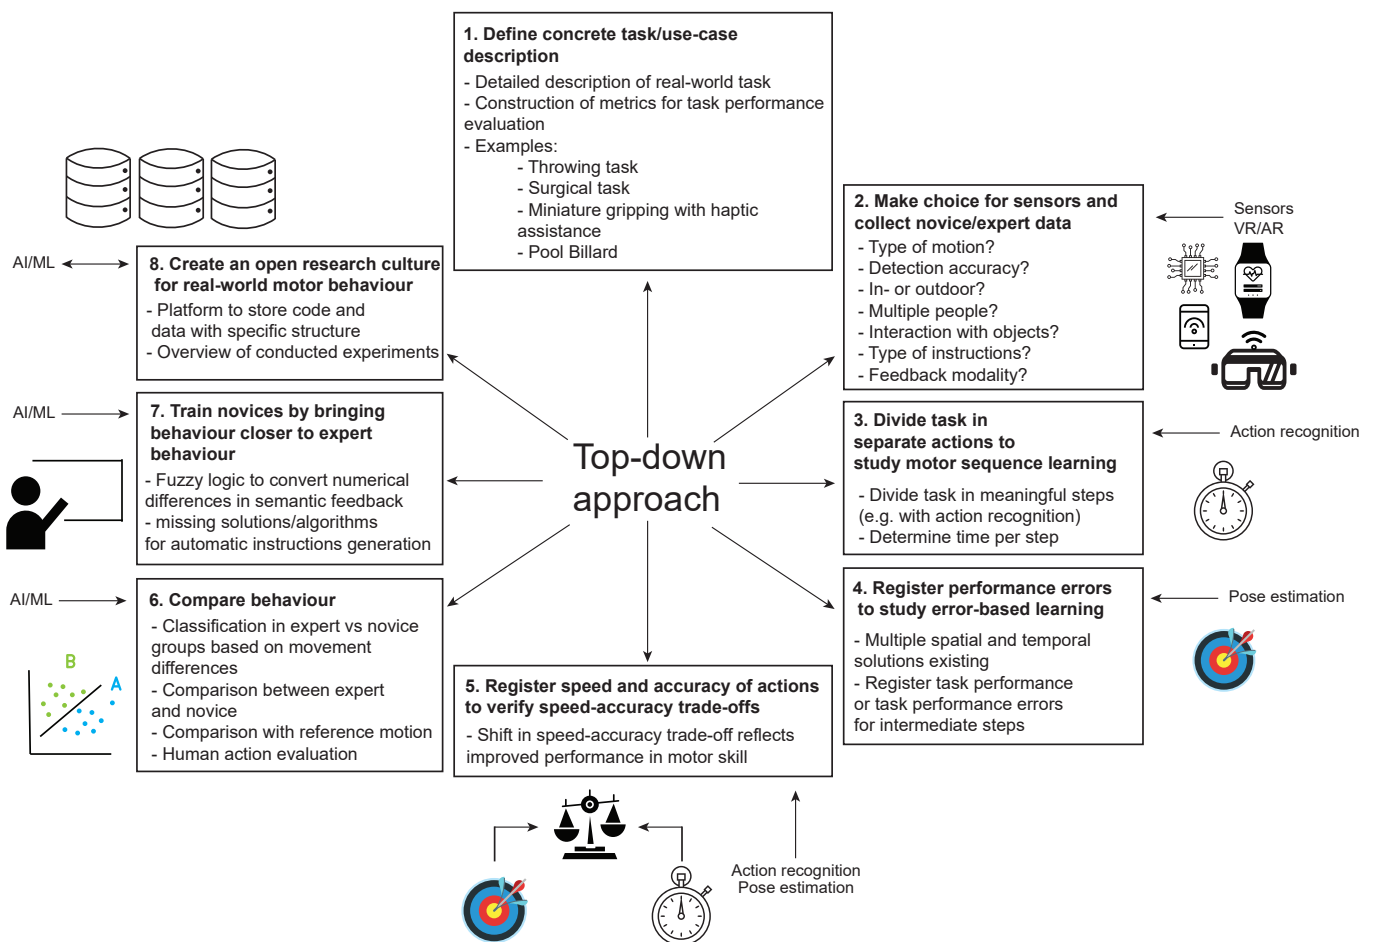 1. Define concrete task/use-case
description
- Detailed description of real-world task
- Construction of metrics for task performance
evaluation
- Examples:
- Throwing task
- Surgical task
- Miniature gripping with haptic
assistance
- Pool Billard
2. Make choice for sensors and
collect novice/expert data
- Type of motion?
- Detection accuracy?
- In- or outdoor?
- Multiple people?
- Interaction with objects?
- Type of instructions?
- Feedback modality?
Sensors
VR/AR
3. Divide task in
separate actions to
study motor sequence learning
- Divide task in meaningful steps
(e.g. with action recognition)
- Determine time per step
Action recognition
4. Register performance errors
to study error-based learning
- Multiple spatial and temporal
solutions existing
- Register task performance
or task performance errors
for intermediate steps
Pose estimation
5. Register speed and accuracy of actions
to verify speed-accuracy trade-offs
- Shift in speed-accuracy trade-off reflects
improved performance in motor skill
Action recognition
Pose estimation
AI/ML
6. Compare behaviour
- Classification in expert vs novice
groups based on movement
differences
- Comparison between expert
and novice
- Comparison with reference motion
- Human action evaluation
B
A
AI/ML
7. Train novices by bringing
behaviour closer to expert
behaviour
- Fuzzy logic to convert numerical
differences in semantic feedback
- missing solutions/algorithms
for automatic instructions generation
AI/ML
8. Create an open research culture
for real-world motor behaviour
- Platform to store code and
data with specific structure
- Overview of conducted experiments
Top-down
approach